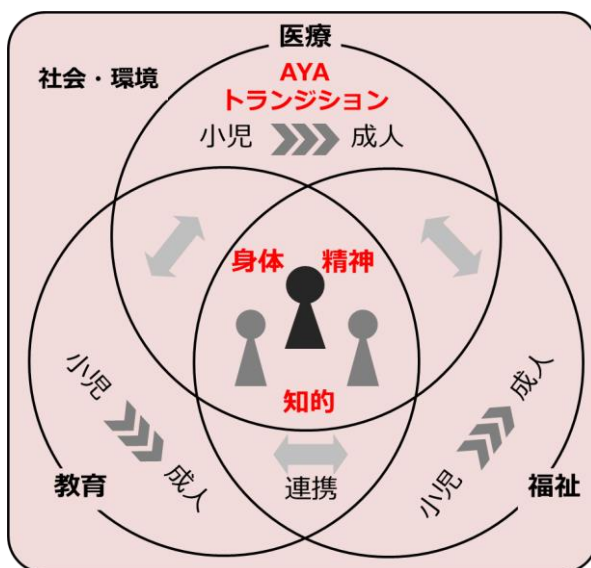 医療
社会・環境
AYA
トランジション
小児 成人
身体 精神
知的
小児
成人
連携
小児
成人
教育
福祉